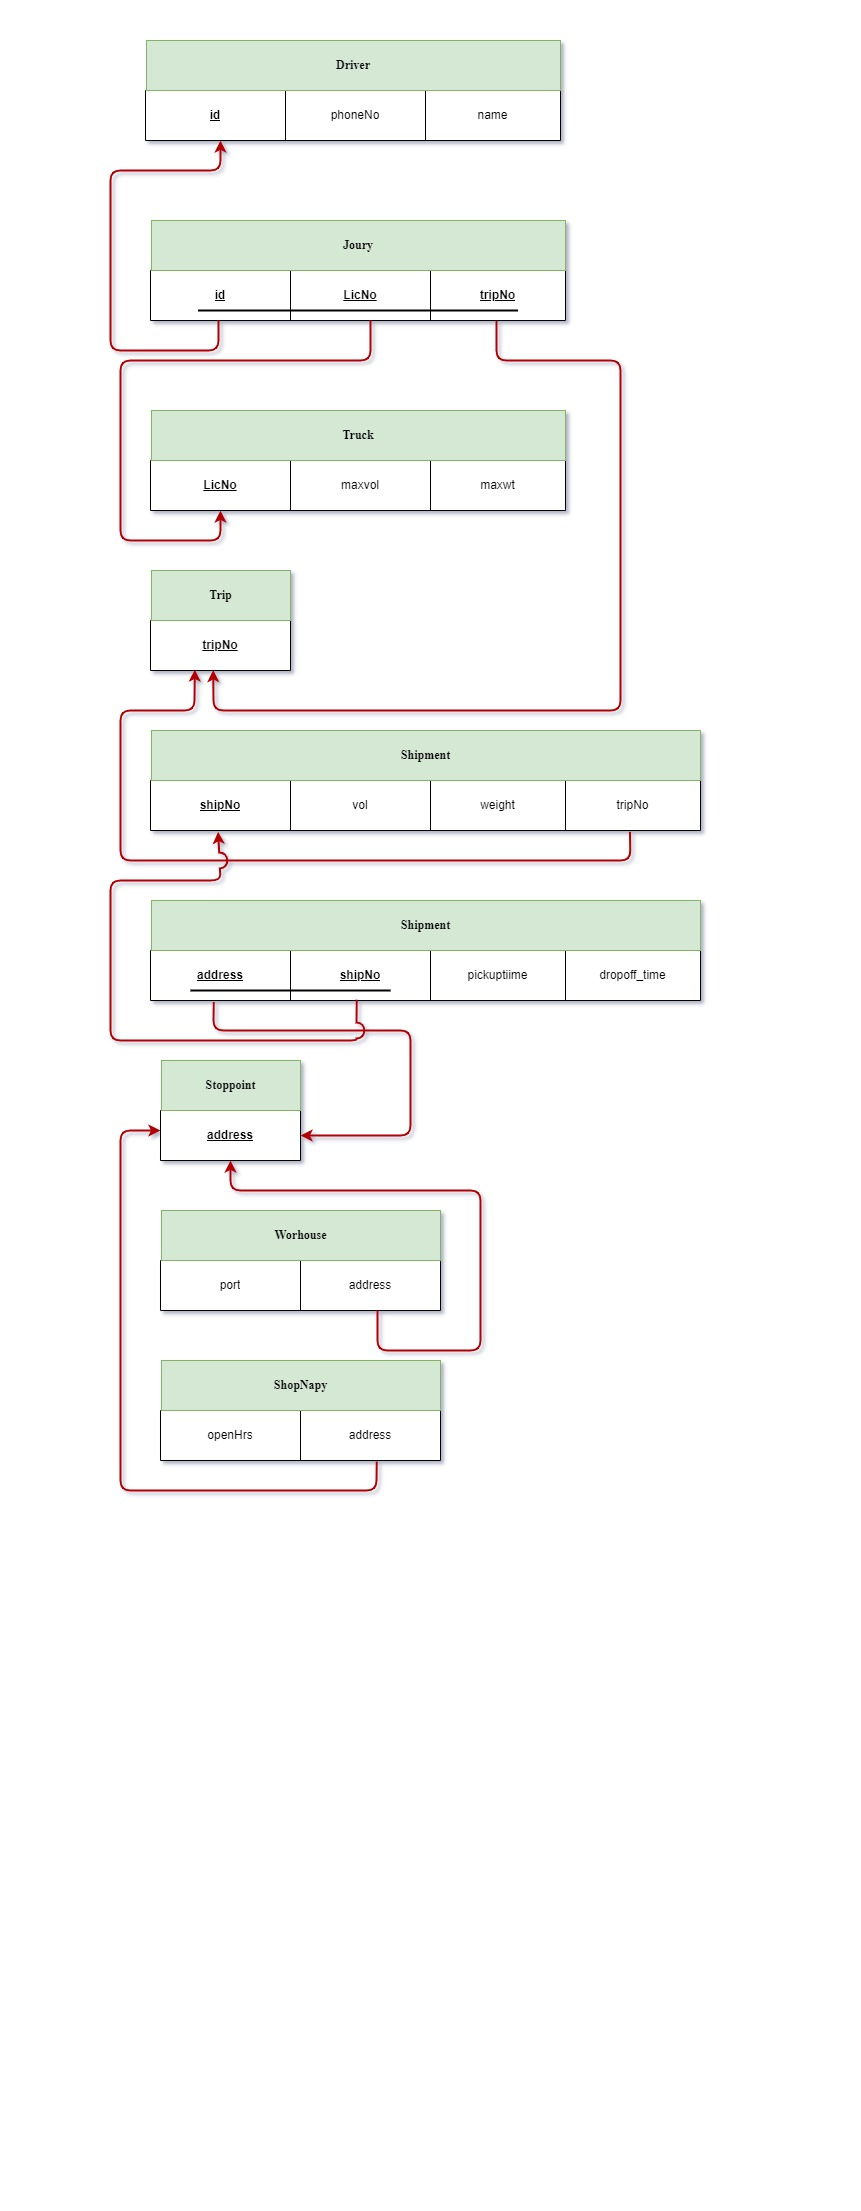 Driver
id phoneNo name
Joury
id LicNo tripNo
Truck
LicNo maxvol maxwt
Trip
tripNo
Shipment
shipNo vol weight tripNo
Shipment
address shipNo pickuptiime dropoff_time
Stoppoint
address
Worhouse
port address
ShopNapy
openHrs address